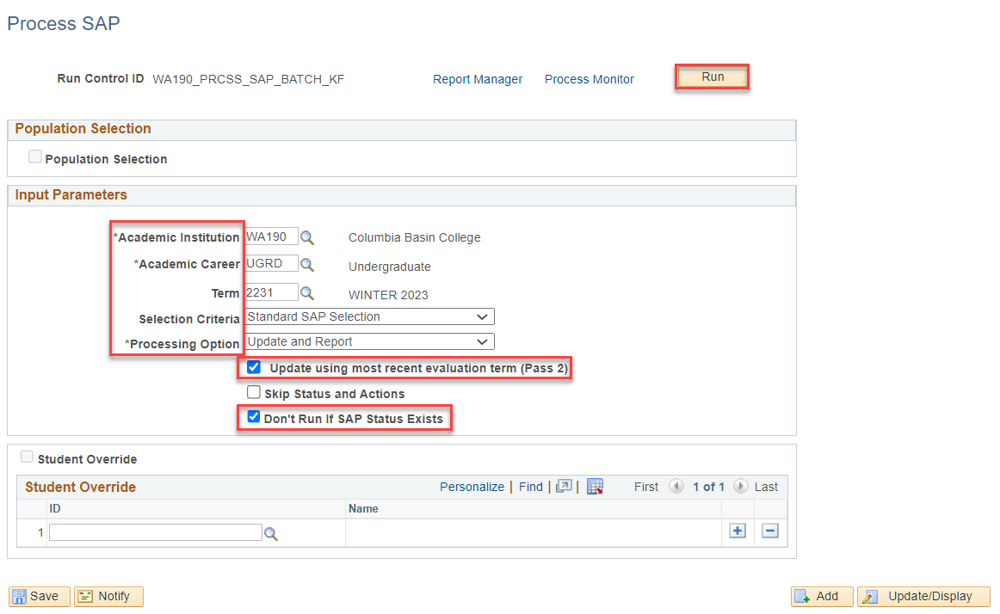 Process SAP
Run Control ID WA190_PRCSS_SAP_BATCH_KF Report Manager Process Monitor Run
Population Selection
Population Selection
Input Parameters
*Academic Institution WA190 Columbia Basin College
*Academic Career UGRD Undergraduate
Term 2231 WINTER 2023
Selection Criteria Standard SAP Selection
*Processing Option Update and Report
Update using most recent evaluation term (Pass 2)
Skip Status and Actions
Don't Run If SAP Status Exists
Student Override
Student Override Personalize | Find | | First 1 of 1 Last
ID Name
1
Save Notify Add Update/Display